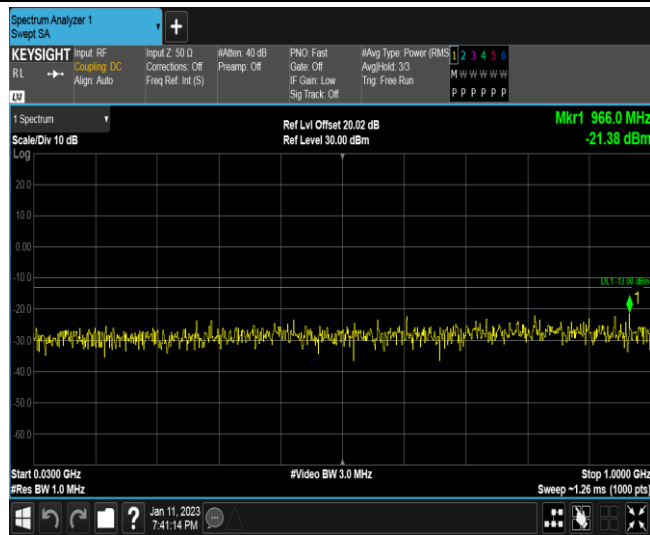 Spectrum Analyzer 1
Swept SA
+
KEYSIGHT
RL
LXI
Input: RF
Coupling: DC
Align: Auto
Input Z: 50 Ω
Corrections: Off
Freq Ref: Int (S)
#Atten: 40 dB
Preamp: Off
PNO: Fast
Gate: Off
IF Gain: Low
Sig Track: Off
#Avg Type: Power (RMS
Avg|Hold: 3/3
Trig: Free Run
1 2 3 4 5 6
M W W W W W
P P P P P P
1 Spectrum
Scale/Div 10 dB
Log
Ref Lvl Offset 20.02 dB
Ref Level 30.00 dBm
Mkr1 966.0 MHz
-21.38 dBm
20.0
10.0
0.00
-10.0
DL1 -13.00 dBm
1
-20.0
-30.0
-40.0
-50.0
-60.0
Start 0.0300 GHz
#Res BW 1.0 MHz
#Video BW 3.0 MHz
Stop 1.0000 GHz
Sweep ~1.26 ms (1000 pts)
?
Jan 11, 2023
7:41:14 PM